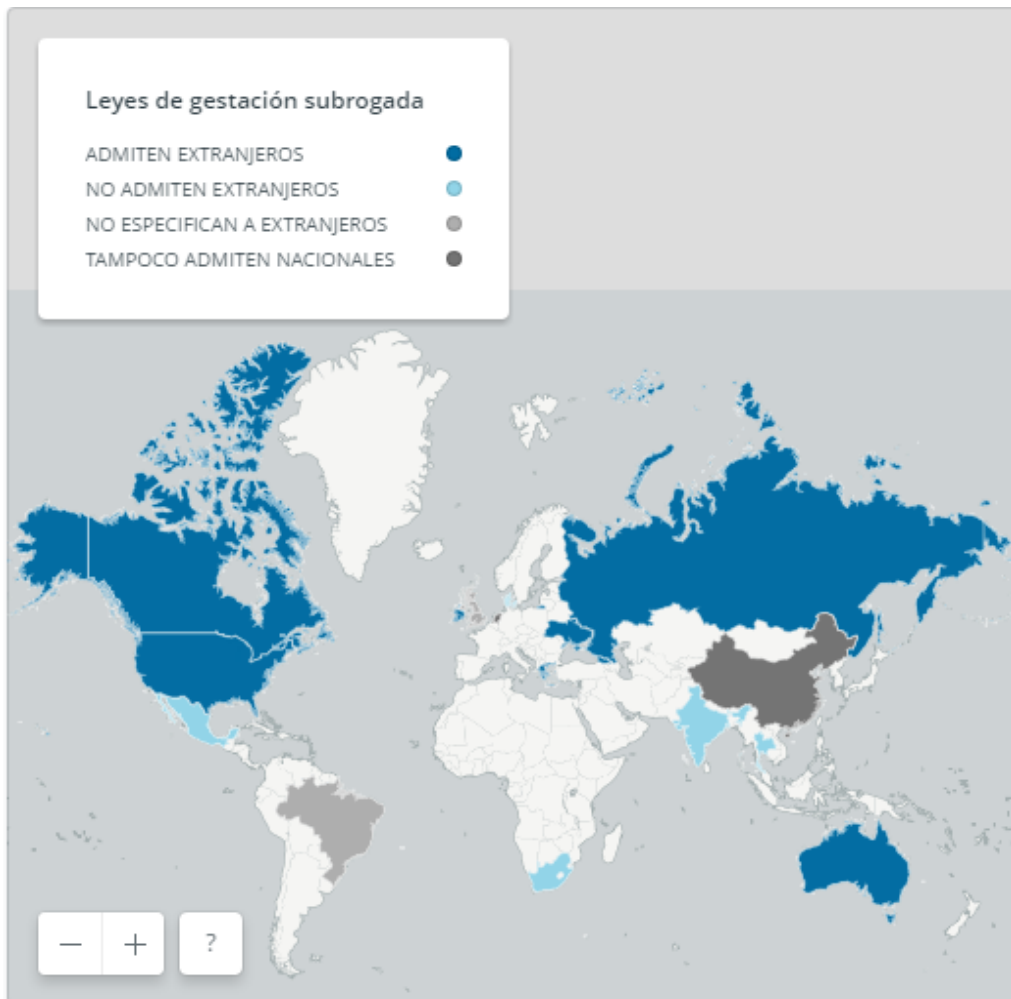 Leyes de gestación subrogada
ADMITEN EXTRANJEROS
NO ADMITEN EXTRANJEROS
NO ESPECIFICAN A EXTRANJEROS
TAMPOCO ADMITEN NACIONALES
− + ?